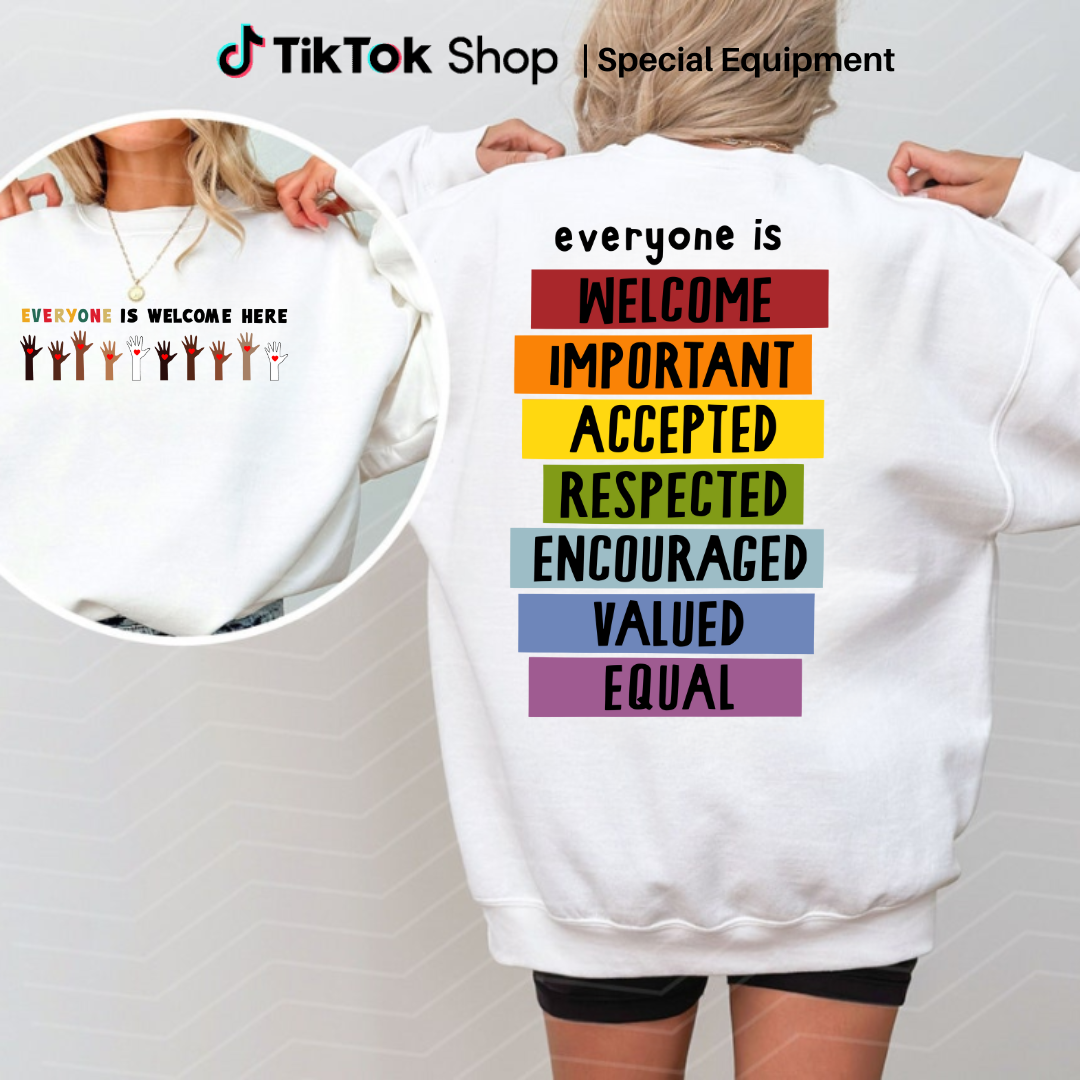 TikTok Shop | Special Equipment
EVERYONE IS WELCOME HERE
everyone is
WELCOME
IMPORTANT
ACCEPTED
RESPECTED
ENCOURAGED
VALUED
EQUAL